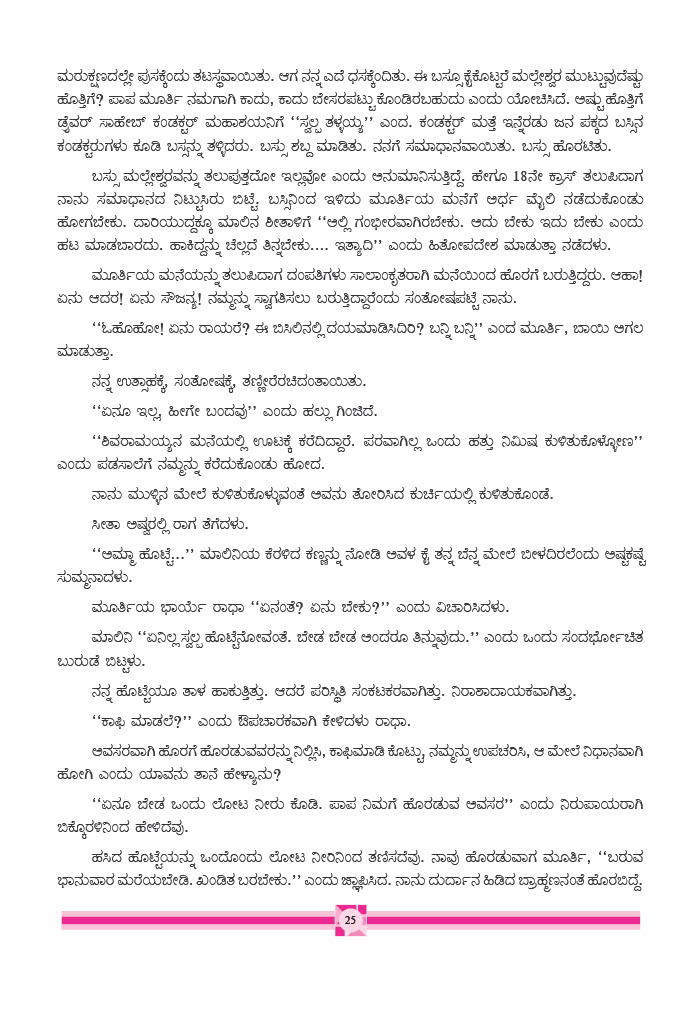 ಮರುಕ್ಷಣದಲ್ಲೇ ಪುಸಕ್ಕೆಂದು ತಟಸ್ಥವಾಯಿತು. ಆಗ ನನ್ನ ಎದೆ ಧಸಕ್ಕೆಂದಿತು. ಈ ಬಸ್ಸೂ ಕೈಕೊಟ್ಟರೆ ಮಲ್ಲೇಶ್ವರ ಮುಟ್ಟುವುದೆಷ್ಟು
ಹೊತ್ತಿಗೆ? ಪಾಪ ಮೂರ್ತಿ ನಮಗಾಗಿ ಕಾದು, ಕಾದು ಬೇಸರಪಟ್ಟುಕೊಂಡಿರಬಹುದು ಎಂದು ಯೋಚಿಸಿದೆ. ಅಷ್ಟು ಹೊತ್ತಿಗೆ
ಡ್ರೈವರ್ ಸಾಹೇಬ್ ಕಂಡಕ್ಟರ್ ಮಹಾಶಯನಿಗೆ ‘‘ಸ್ವಲ್ಪ ತಳ್ಳಯ್ಯ’’ ಎಂದ. ಕಂಡಕ್ಟರ್ ಮತ್ತೆ ಇನ್ನೆರಡು ಜನ ಪಕ್ಕದ ಬಸ್ಸಿನ
ಕಂಡಕ್ಟರುಗಳು ಕೂಡಿ ಬಸ್ಸನ್ನು ತಳ್ಳಿದರು. ಬಸ್ಸು ಶಬ್ದ ಮಾಡಿತು. ನನಗೆ ಸಮಾಧಾನವಾಯಿತು. ಬಸ್ಸು ಹೊರಟಿತು.
ಬಸ್ಸು ಮಲ್ಲೇಶ್ವರವನ್ನು ತಲುಪುತ್ತದೋ ಇಲ್ಲವೋ ಎಂದು ಅನುಮಾನಿಸುತ್ತಿದ್ದೆ. ಹೇಗೂ 18ನೇ ಕ್ರಾಸ್ ತಲುಪಿದಾಗ
ನಾನು ಸಮಾಧಾನದ ನಿಟ್ಟುಸಿರು ಬಿಟ್ಟೆ. ಬಸ್ಸಿನಿಂದ ಇಳಿದು ಮೂರ್ತಿಯ ಮನೆಗೆ ಅರ್ಧ ಮೈಲಿ ನಡೆದುಕೊಂಡು
ಹೋಗಬೇಕು. ದಾರಿಯುದ್ದಕ್ಕೂ ಮಾಲಿನ ಶೀತಾಳಿಗೆ ‘‘ಅಲ್ಲಿ ಗಂಭೀರವಾಗಿರಬೇಕು. ಅದು ಬೇಕು ಇದು ಬೇಕು ಎಂದು
ಹಟ ಮಾಡಬಾರದು. ಹಾಕಿದ್ದನ್ನು ಚೆಲ್ಲದೆ ತಿನ್ನಬೇಕು.... ಇತ್ಯಾದಿ’’ ಎಂದು ಹಿತೋಪದೇಶ ಮಾಡುತ್ತಾ ನಡೆದಳು.
ಮೂರ್ತಿಯ ಮನೆಯನ್ನು ತಲುಪಿದಾಗ ದಂಪತಿಗಳು ಸಾಲಾಂಕೃತರಾಗಿ ಮನೆಯಿಂದ ಹೊರಗೆ ಬರುತ್ತಿದ್ದರು. ಆಹಾ!
ಏನು ಆದರ! ಏನು ಸೌಜನ್ಯ! ನಮ್ಮನ್ನು ಸ್ವಾಗತಿಸಲು ಬರುತ್ತಿದ್ದಾರೆಂದು ಸಂತೋಷಪಟ್ಟೆ ನಾನು.
‘‘ಓಹೊಹೋ! ಏನು ರಾಯರೆ? ಈ ಬಿಸಿಲಿನಲ್ಲಿ ದಯಮಾಡಿಸಿದಿರಿ? ಬನ್ನಿ ಬನ್ನಿ’’ ಎಂದ ಮೂರ್ತಿ, ಬಾಯಿ ಅಗಲ
ಮಾಡುತ್ತಾ.
ನನ್ನ ಉತ್ಸಾಹಕ್ಕೆ, ಸಂತೋಷಕ್ಕೆ, ತಣ್ಣೀರೆರಚಿದಂತಾಯಿತು.
‘‘ಏನೂ ಇಲ್ಲ, ಹೀಗೇ ಬಂದವು’’ ಎಂದು ಹಲ್ಲು ಗಿಂಜಿದೆ.
‘‘ಶಿವರಾಮಯ್ಯನ ಮನೆಯಲ್ಲಿ ಊಟಕ್ಕೆ ಕರೆದಿದ್ದಾರೆ. ಪರವಾಗಿಲ್ಲ ಒಂದು ಹತ್ತು ನಿಮಿಷ ಕುಳಿತುಕೊಳ್ಳೋಣ’’
ಎಂದು ಪಡಸಾಲೆಗೆ ನಮ್ಮನ್ನು ಕರೆದುಕೊಂಡು ಹೋದ.
ನಾನು ಮುಳ್ಳಿನ ಮೇಲೆ ಕುಳಿತುಕೊಳ್ಳುವಂತೆ ಅವನು ತೋರಿಸಿದ ಕುರ್ಚಿಯಲ್ಲಿ ಕುಳಿತುಕೊಂಡೆ.
ಸೀತಾ ಅಷ್ಟರಲ್ಲಿ ರಾಗ ತೆಗೆದಳು.
‘‘ಅಮ್ಮಾ ಹೊಟ್ಟೆ...’’ ಮಾಲಿನಿಯ ಕೆರಳಿದ ಕಣ್ಣನ್ನು ನೋಡಿ ಅವಳ ಕೈ ತನ್ನ ಬೆನ್ನ ಮೇಲೆ ಬೀಳದಿರಲೆಂದು ಅಷ್ಟಕಷ್ಟೆ
ಸುಮ್ಮನಾದಳು.
ಮೂರ್ತಿಯ ಭಾರ್ಯೆ ರಾಧಾ ‘‘ಏನಂತೆ? ಏನು ಬೇಕು?’’ ಎಂದು ವಿಚಾರಿಸಿದಳು.
ಮಾಲಿನಿ ‘‘ಏನಿಲ್ಲ ಸ್ವಲ್ಪ ಹೊಟ್ಟೆನೋವಂತೆ. ಬೇಡ ಬೇಡ ಅಂದರೂ ತಿನ್ನುವುದು.’’ ಎಂದು ಒಂದು ಸಂದರ್ಭೋಚಿತ
ಬುರುಡೆ ಬಿಟ್ಟಳು.
ನನ್ನ ಹೊಟ್ಟೆಯೂ ತಾಳ ಹಾಕುತ್ತಿತ್ತು. ಆದರೆ ಪರಿಸ್ಥಿತಿ ಸಂಕಟಕರವಾಗಿತ್ತು. ನಿರಾಶಾದಾಯಕವಾಗಿತ್ತು.
‘‘ಕಾಫಿ ಮಾಡಲೆ?’’ ಎಂದು ಔಪಚಾರಕವಾಗಿ ಕೇಳಿದಳು ರಾಧಾ.
ಅವಸರವಾಗಿ ಹೊರಗೆ ಹೊರಡುವವರನ್ನು ನಿಲ್ಲಿಸಿ, ಕಾಫಿಮಾಡಿ ಕೊಟ್ಟು, ನಮ್ಮನ್ನು ಉಪಚರಿಸಿ, ಆ ಮೇಲೆ ನಿಧಾನವಾಗಿ
ಹೋಗಿ ಎಂದು ಯಾವನು ತಾನೆ ಹೇಳ್ಯಾನು?
‘‘ಏನೂ ಬೇಡ ಒಂದು ಲೋಟ ನೀರು ಕೊಡಿ. ಪಾಪ ನಿಮಗೆ ಹೊರಡುವ ಅವಸರ’’ ಎಂದು ನಿರುಪಾಯರಾಗಿ
ಬಿಕ್ಕೊರಳಿನಿಂದ ಹೇಳಿದೆವು.
ಹಸಿದ ಹೊಟ್ಟೆಯನ್ನು ಒಂದೊಂದು ಲೋಟ ನೀರಿನಿಂದ ತಣಿಸದೆವು. ನಾವು ಹೊರಡುವಾಗ ಮೂರ್ತಿ, ‘‘ಬರುವ
ಭಾನುವಾರ ಮರೆಯಬೇಡಿ. ಖಂಡಿತ ಬರಬೇಕು.’’ ಎಂದು ಜ್ಞಾಪಿಸಿದ. ನಾನು ದುರ್ದಾನ ಹಿಡಿದ ಬ್ರಾಹ್ಮಣನಂತೆ ಹೊರಬಿದ್ದೆ.
25